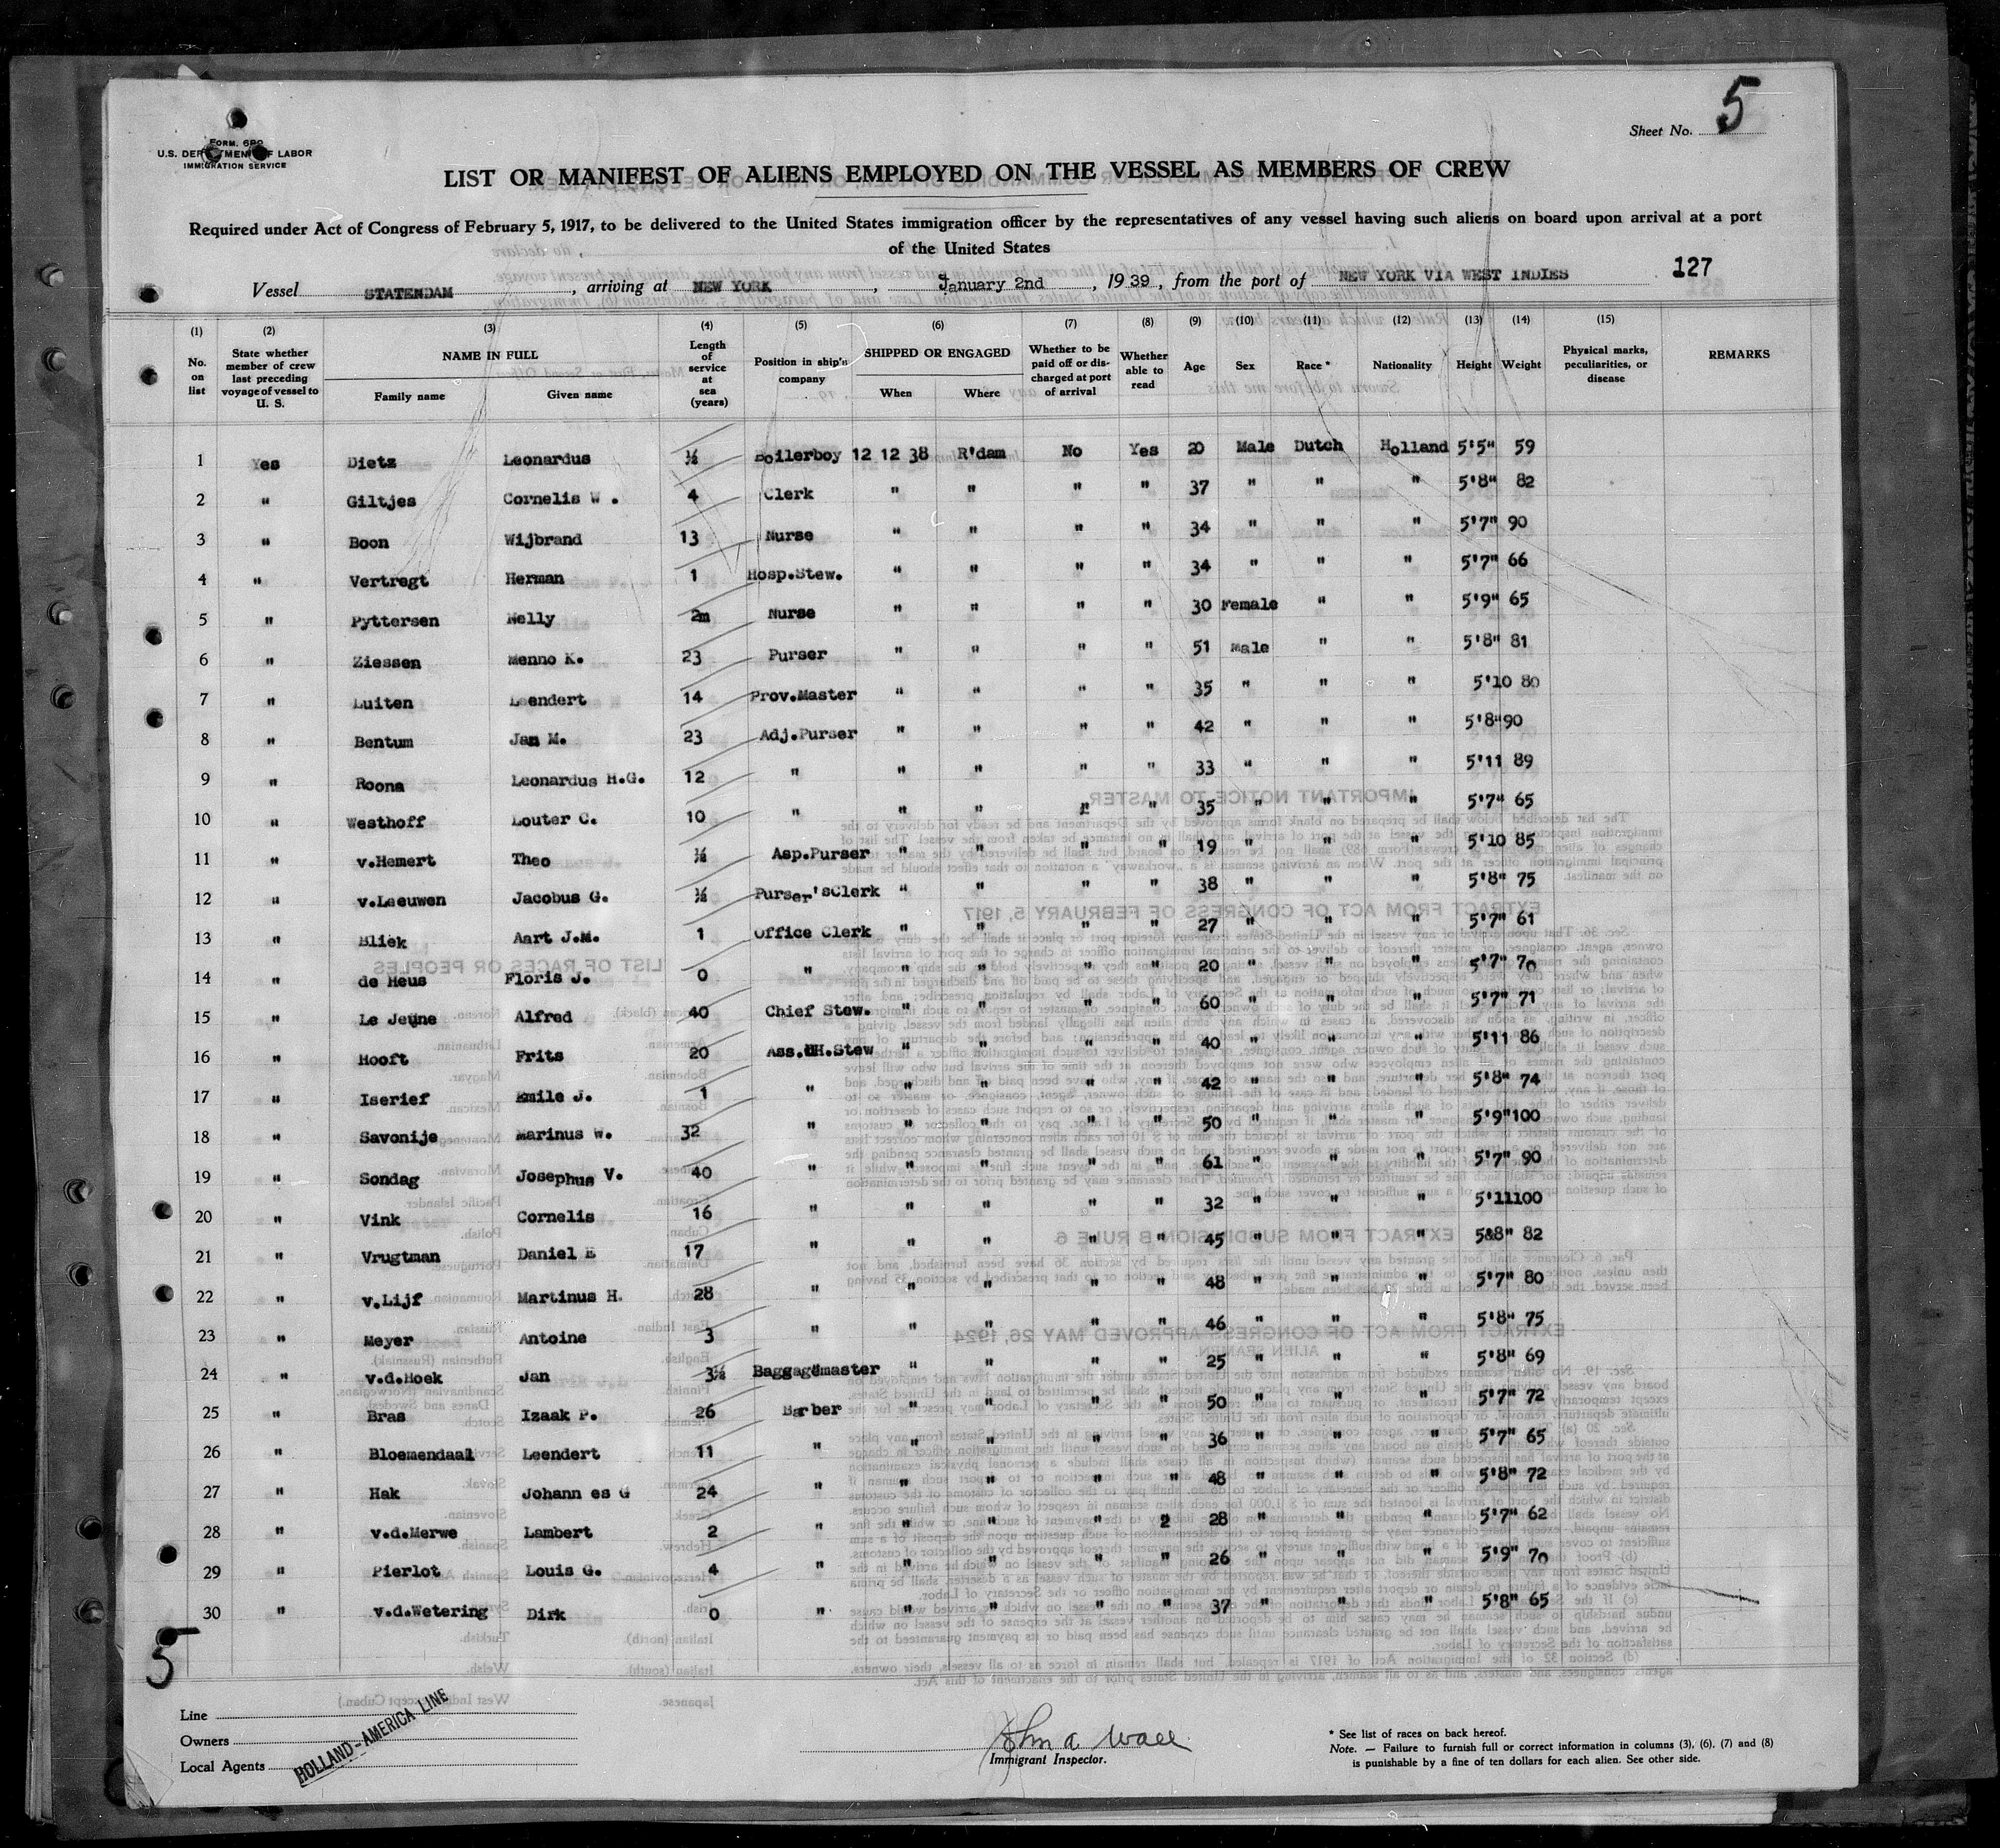 5
Sheet No.
FORM 689
U.S. DEPARTMENT OF LABOR
IMMIGRATION SERVICE
LIST OR MANIFEST OF ALIENS EMPLOYED ON THE VESSEL AS MEMBERS OF CREW
Required under Act of Congress of February 5, 1917, to be delivered to the United States immigration officer by the representatives of any vessel having such aliens on board upon arrival at a port
of the United States
Vessel STATENDAM, arriving at NEW YORK, January 2nd, 1939, from the port of NEW YORK VIA WEST INDIES 127
(1) (2) (3) (4) (5) (6) (7) (8) (9) (10) (11) (12) (13) (14) (15)
No. on list | State whether member of crew last preceding voyage of vessel to U. S. | NAME IN FULL Family name Given name | Length of service at sea (years) | Position in ship's company | SHIPPED OR ENGAGED When Where | Whether to be paid off or discharged at port of arrival | Whether able to read | Age | Sex | Race * | Nationality | Height | Weight | Physical marks, peculiarities, or disease | REMARKS
1 Yes Dietz Leonardus ½ Boilerboy 12 12 38 R'dam No Yes 20 Male Dutch Holland 5'5" 59
2 " Giltjes Cornelis W . 4 Clerk " " " " 37 " " " 5'8" 82
3 " Boon Wijbrand 13 Nurse " " " " 34 " " " 5'7" 90
4 " Vertregt Herman 1 Hosp.Stew. " " " " 34 " " " 5'7" 66
5 " Pyttersen Nelly 2m Nurse " " " " 30 Female " " 5'9" 65
6 " Ziessen Menno K. 23 Purser " " " " 51 Male " " 5'8" 81
7 " Luiten Leendert 14 Prov.Master " " " " 35 " " " 5'10 80
8 " Bentum Jan M. 23 Adj.Purser " " " " 42 " " " 5'8"90
9 " Roona Leonardus H.G. 12 " " " " " 33 " " " 5'11 89
10 " Westhoff Louter C. 10 " " " " " 35 " " " 5'7" 65
11 " v.Hemert Theo ½ Asp.Purser " " " " 19 " " " 5'10 85
12 " v.Leeuwen Jacobus G. ½ Purser'sClerk " " " " 38 " " " 5'8" 75
13 " Bliek Aart J.M. 1 Office Clerk " " " " 27 " " " 5'7" 61
14 " de Heus Floris J. 0 " " " " " 20 " " " 5'7" 70
15 " Le Jeune Alfred 40 Chief Stew. " " " " 60 " " " 5'7" 71
16 " Hooft Frits 20 Ass.CH.Stew " " " " 40 " " " 5'11 86
17 " Iserief Emile J. 1 " " " " " 42 " " " 5'8" 74
18 " Savonije Marinus W. 32 " " " " " 50 " " " 5'9"100
19 " Sondag Josephus V. 40 " " " " " 61 " " " 5'7" 90
20 " Vink Cornelis 16 " " " " " 32 " " " 5'11100
21 " Vrugtman Daniel E 17 " " " " " 45 " " " 5&8" 82
22 " v.Lijf Martinus H. 28 " " " " " 48 " " " 5'7" 80
23 " Meyer Antoine 3 " " " " " 46 " " " 5'8" 75
24 " v.d.Hoek Jan 3½ Baggagemaster " " " " 25 " " " 5'8" 69
25 " Bras Izaak P. 26 Barber " " " " 50 " " " 5'7" 72
26 " Bloemendaal Leendert 11 " " " " " 36 " " " 5'7" 65
27 " Hak Johann es G 24 " " " " " 48 " " " 5'8" 72
28 " v.d.Merwe Lambert 2 " " " " 2 28 " " " 5'7" 62
29 " Pierlot Louis G. 4 " " " " " 26 " " " 5'9" 70
30 " v.d.Wetering Dirk 0 " " " " " 37 " " " 5'8" 65
5
Line
Owners
Local Agents
HOLLAND-AMERICA LINE
John A Wall
Immigrant Inspector.
* See list of races on back hereof.
Note. — Failure to furnish full or correct information in columns (3), (6), (7) and (8)
is punishable by a fine of ten dollars for each alien. See other side.